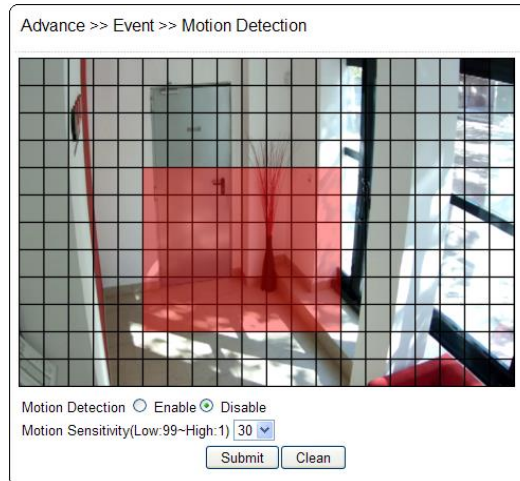 Advance >> Event >> Motion Detection
Motion Detection Enable Disable
Motion Sensitivity(Low:99~High:1) 30
Submit Clean